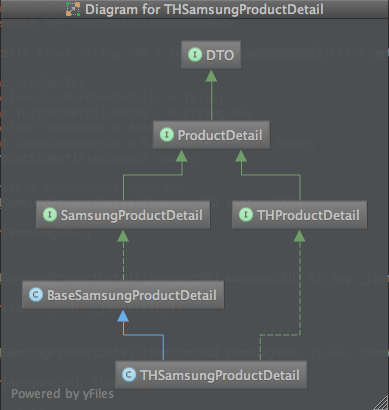 Diagram for THSamsungProductDetail
I DTO
I ProductDetail
I SamsungProductDetail
I THProductDetail
C BaseSamsungProductDetail
C THSamsungProductDetail
Powered by yFiles